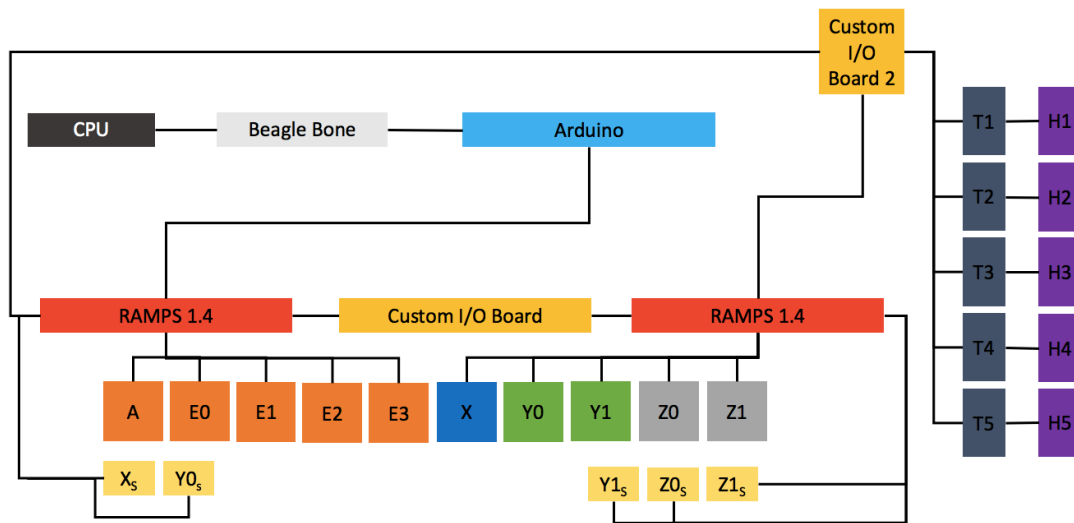 Custom
I/O
Board 2
CPU
Beagle Bone
Arduino
T1
H1
T2
H2
T3
H3
T4
H4
T5
H5
RAMPS 1.4
Custom I/O Board
RAMPS 1.4
A
E0
E1
E2
E3
X
Y0
Y1
Z0
Z1
Xs
Y0s
Y1s
Z0s
Z1s